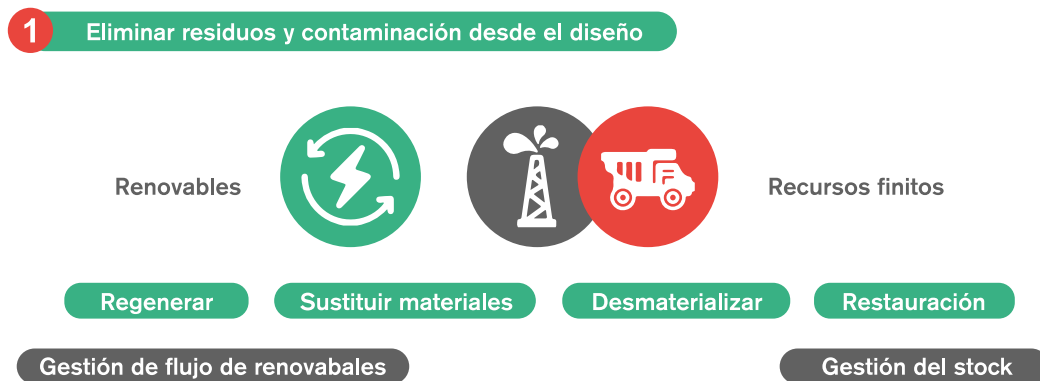 1 Eliminar residuos y contaminación desde el diseño
Renovables
Recursos finitos
Regenerar
Sustituir materiales
Desmaterializar
Restauración
Gestión de flujo de renovabales
Gestión del stock